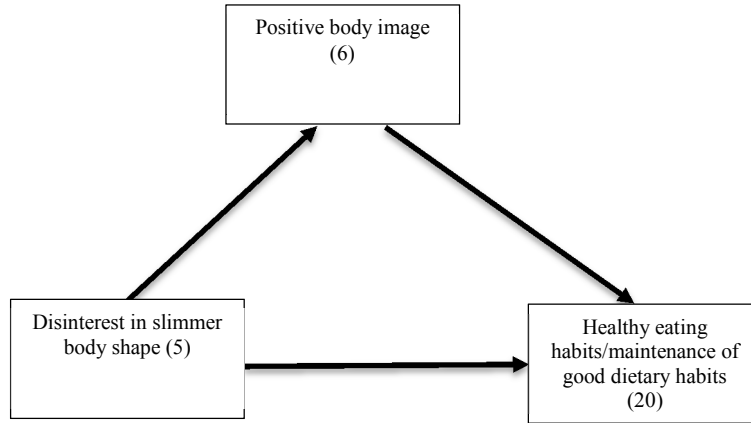 Positive body image
(6)
Disinterest in slimmer
body shape (5)
Healthy eating
habits/maintenance of
good dietary habits
(20)